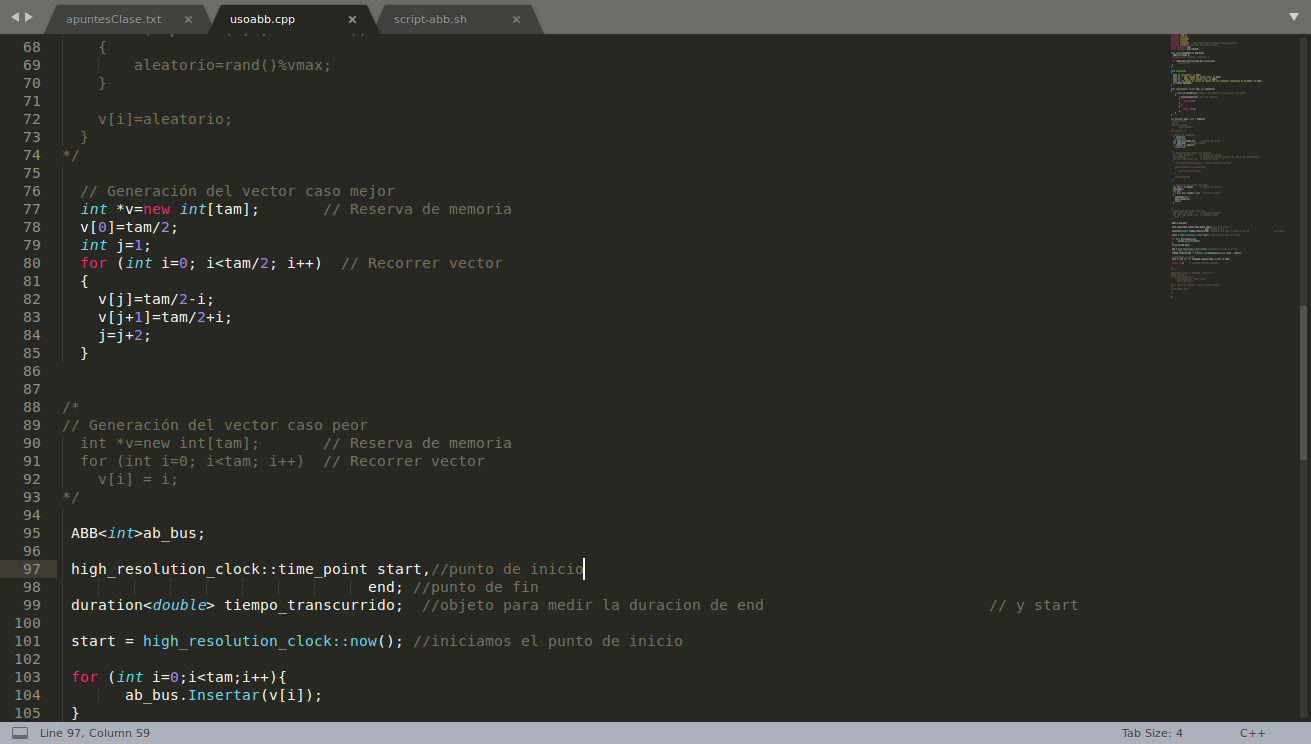 apuntesClase.txt × usoabb.cpp × script-abb.sh ×
68 {
69 aleatorio=rand()%vmax;
70 }
71
72 v[i]=aleatorio;
73 }
74 */
75
76 // Generación del vector caso mejor
77 int *v=new int[tam]; // Reserva de memoria
78 v[0]=tam/2;
79 int j=1;
80 for (int i=0; i<tam/2; i++) // Recorrer vector
81 {
82 v[j]=tam/2-i;
83 v[j+1]=tam/2+i;
84 j=j+2;
85 }
86
87
88 /*
89 // Generación del vector caso peor
90 int *v=new int[tam]; // Reserva de memoria
91 for (int i=0; i<tam; i++) // Recorrer vector
92 v[i] = i;
93 */
94
95 ABB<int>ab_bus;
96
97 high_resolution_clock::time_point start,//punto de inicio
98 end; //punto de fin
99 duration<double> tiempo_transcurrido; //objeto para medir la duracion de end // y start
100
101 start = high_resolution_clock::now(); //iniciamos el punto de inicio
102
103 for (int i=0;i<tam;i++){
104 ab_bus.Insertar(v[i]);
105 }
Line 97, Column 59 Tab Size: 4 C++